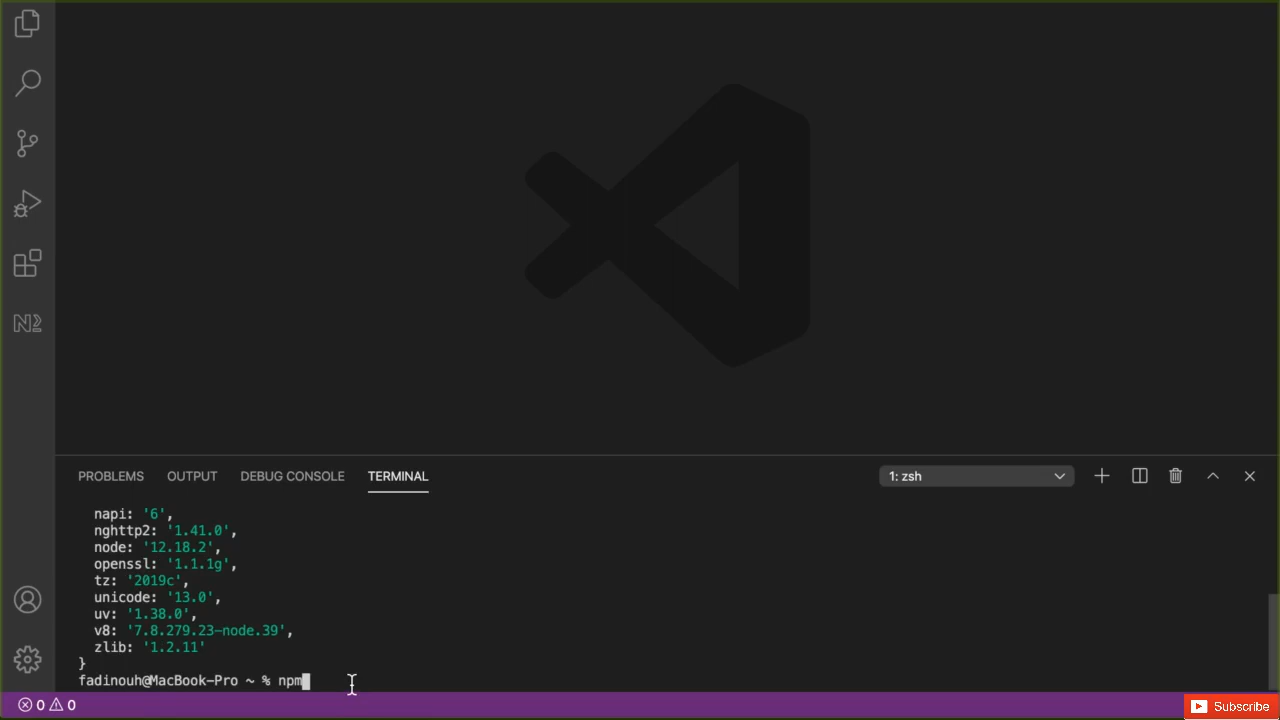 PROBLEMS OUTPUT DEBUG CONSOLE TERMINAL 1: zsh
napi: '6',
nghttp2: '1.41.0',
node: '12.18.2',
openssl: '1.1.1g',
tz: '2019c',
unicode: '13.0',
uv: '1.38.0',
v8: '7.8.279.23-node.39',
zlib: '1.2.11'
}
fadinouh@MacBook-Pro ~ % npm
0 0
Subscribe